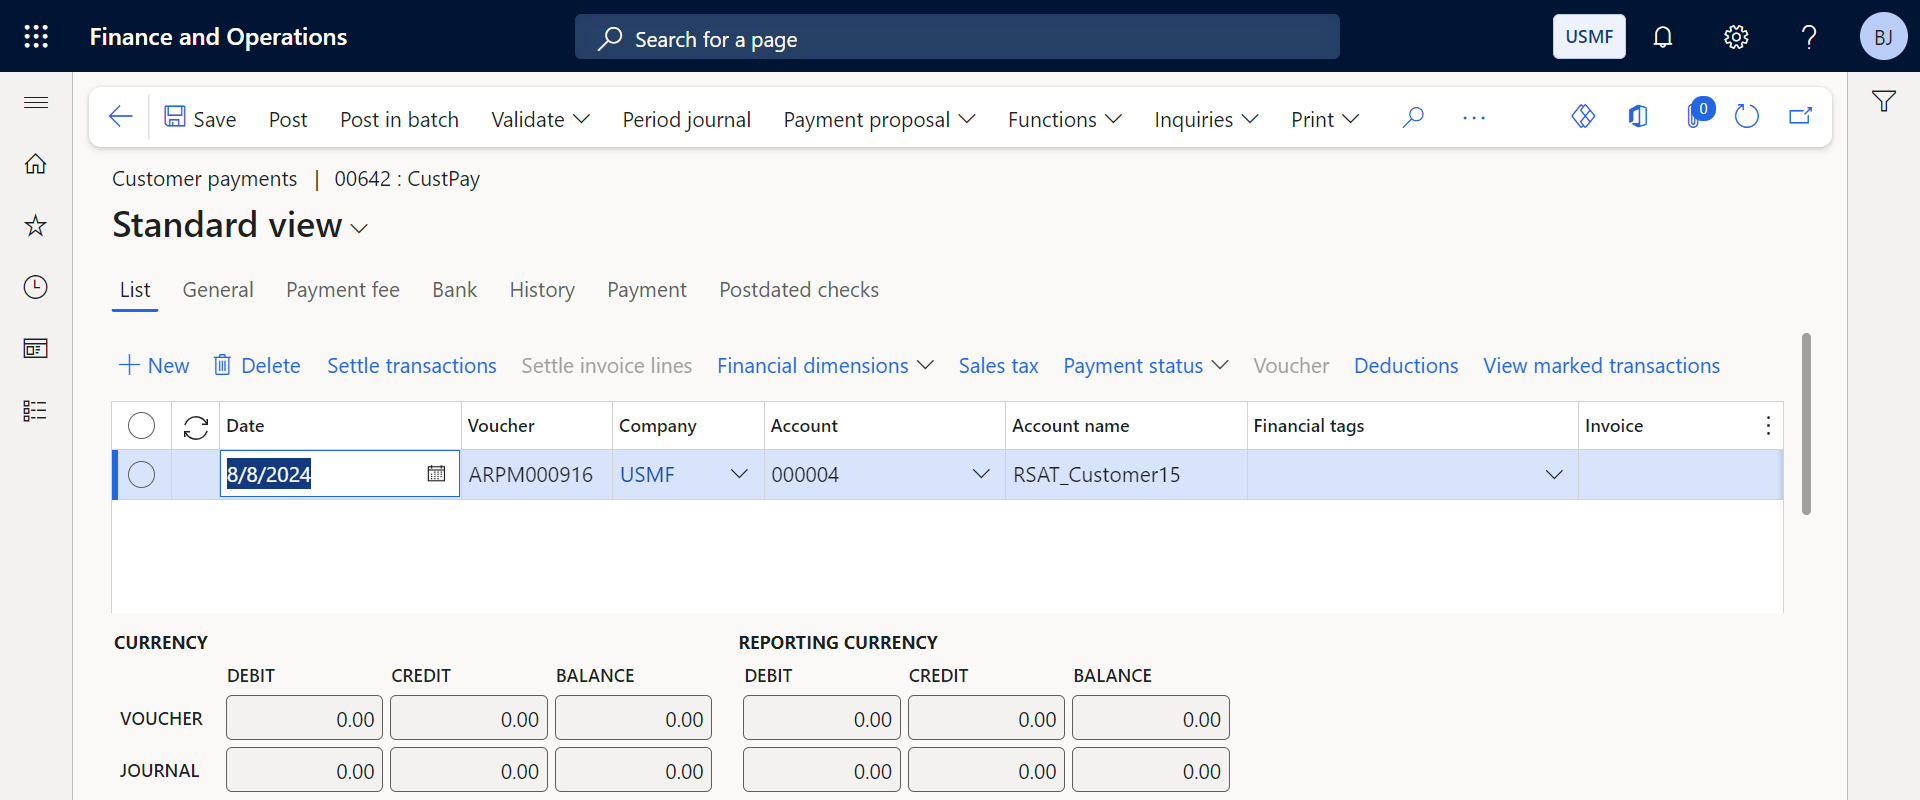 Finance and Operations
Search for a page
USMF
BJ
Save Post Post in batch Validate Period journal Payment proposal Functions Inquiries Print ... 0
Customer payments | 00642 : CustPay
Standard view
List General Payment fee Bank History Payment Postdated checks
New Delete Settle transactions Settle invoice lines Financial dimensions Sales tax Payment status Voucher Deductions View marked transactions
Date Voucher Company Account Account name Financial tags Invoice
8/8/2024 ARPM000916 USMF 000004 RSAT_Customer15
CURRENCY REPORTING CURRENCY
DEBIT CREDIT BALANCE DEBIT CREDIT BALANCE
VOUCHER 0.00 0.00 0.00 0.00 0.00 0.00
JOURNAL 0.00 0.00 0.00 0.00 0.00 0.00